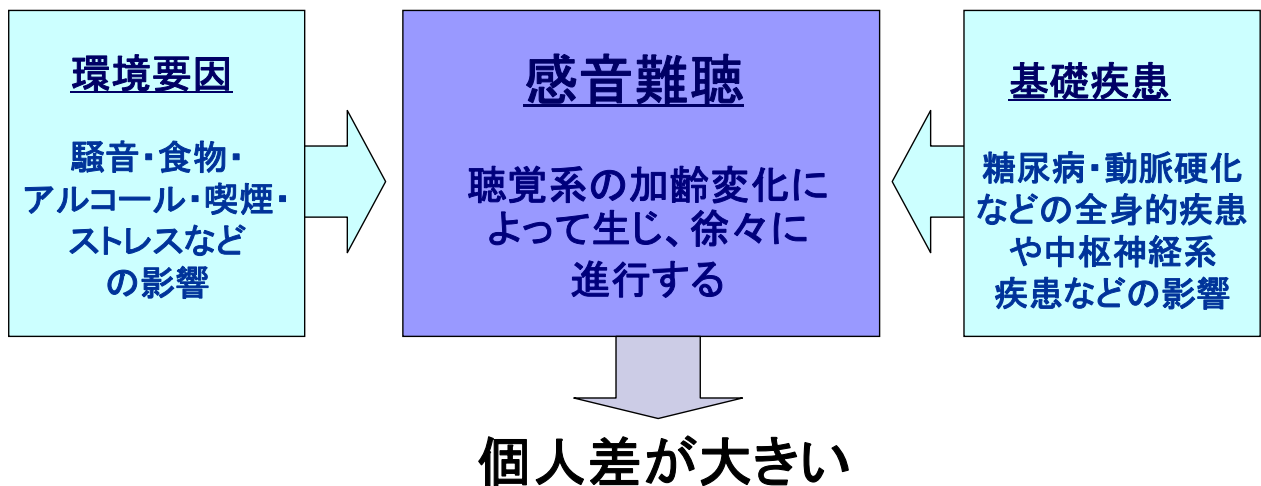 環境要因
騒音・食物・
アルコール・喫煙・
ストレスなど
の影響
感音難聴
聴覚系の加齢変化に
よって生じ、徐々に
進行する
基礎疾患
糖尿病・動脈硬化
などの全身的疾患
や中枢神経系
疾患などの影響
個人差が大きい